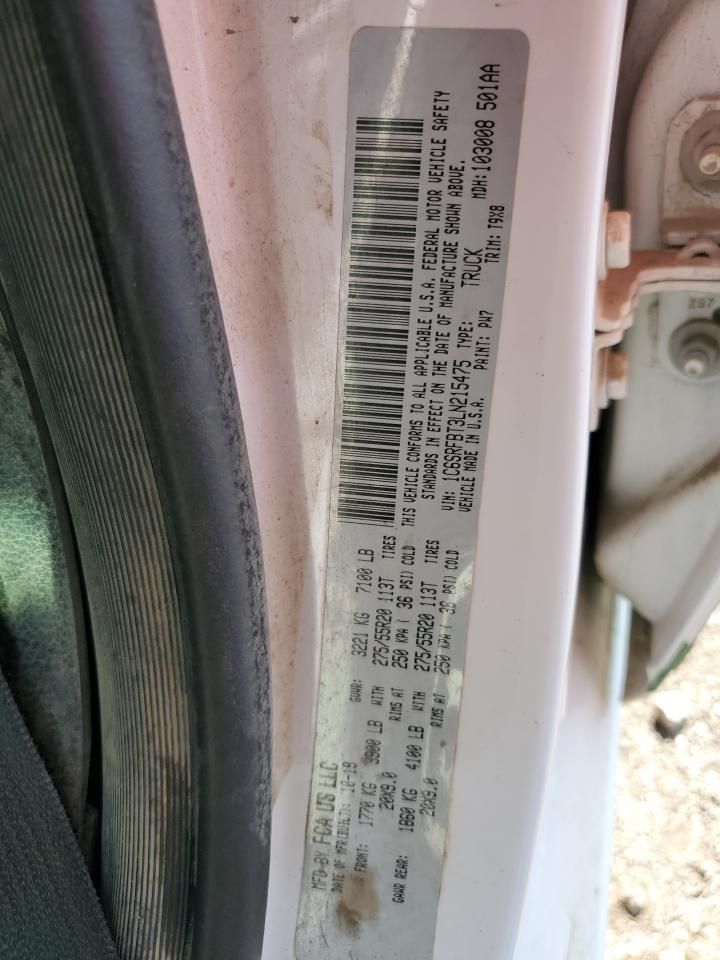 MFD BY FCA US LLC
DATE OF MFR(BUILT): 10-19 GVWR: 3221 KG 7100 LB
FRONT: 1770 KG 3900 LB WITH 275/55R20 113T TIRES
20X9.0 RIMS AT 250 KPA ( 36 PSI) COLD
GAWR REAR: 1860 KG 4100 LB WITH 275/55R20 113T TIRES
20X9.0 RIMS AT 250 KPA ( 36 PSI) COLD
THIS VEHICLE CONFORMS TO ALL APPLICABLE U.S.A. FEDERAL MOTOR VEHICLE SAFETY
STANDARDS IN EFFECT ON THE DATE OF MANUFACTURE SHOWN ABOVE.
VIN: 1C6SRFBT3LN215475 TYPE: TRUCK MDH: 103008 501AA
VEHICLE MADE IN U.S.A. PAINT: PW7 TRIM: T9X8